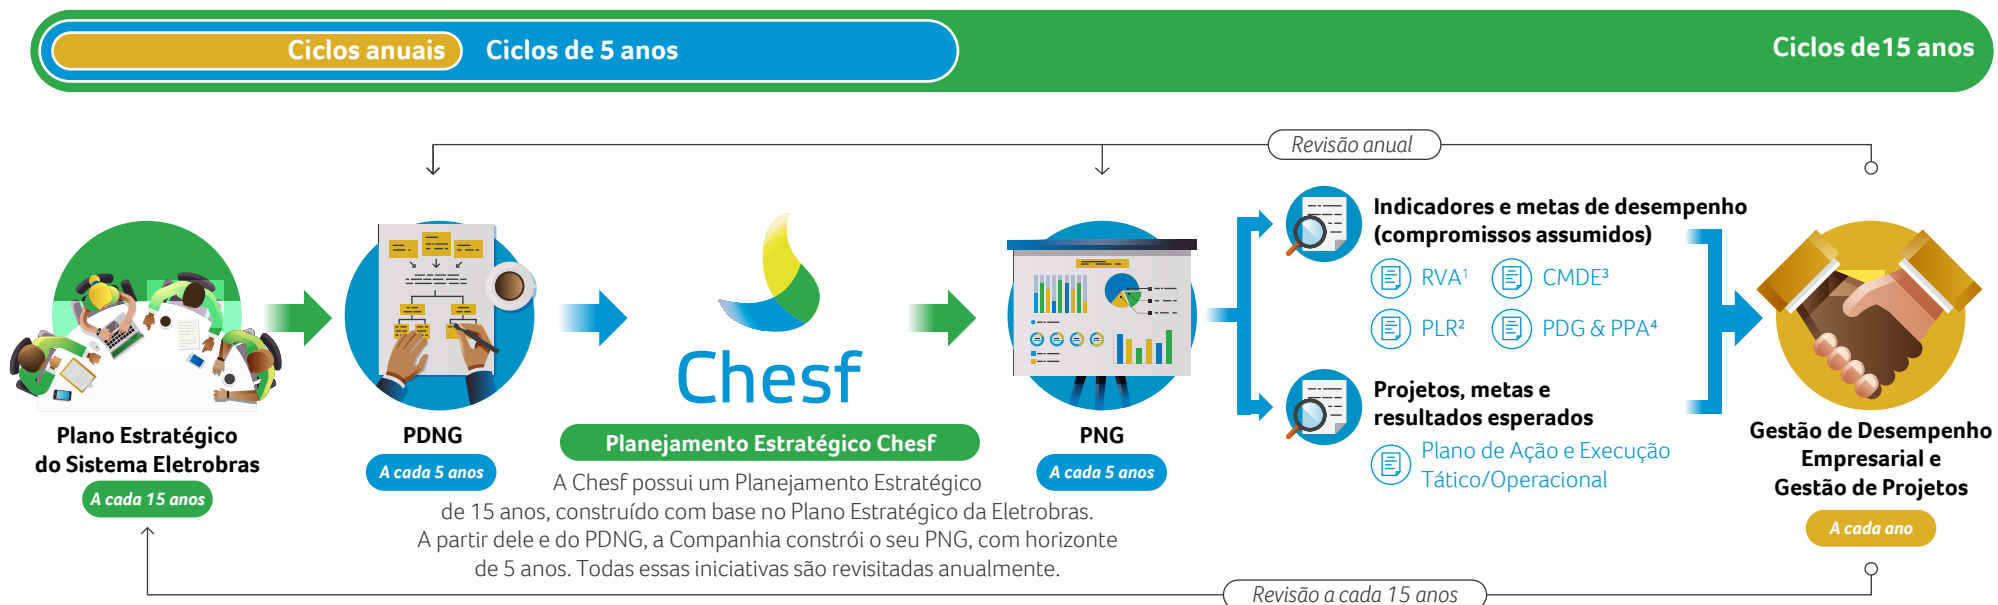 Ciclos anuais
Ciclos de 5 anos
Ciclos de15 anos
Revisão anual
Plano Estratégico
do Sistema Eletrobras
A cada 15 anos
PDNG
A cada 5 anos
Chesf
Planejamento Estratégico Chesf
A Chesf possui um Planejamento Estratégico
de 15 anos, construído com base no Plano Estratégico da Eletrobras.
A partir dele e do PDNG, a Companhia constrói o seu PNG, com horizonte
de 5 anos. Todas essas iniciativas são revisitadas anualmente.
PNG
A cada 5 anos
Indicadores e metas de desempenho
(compromissos assumidos)
RVA¹
CMDE³
PLR²
PDG & PPA⁴
Projetos, metas e
resultados esperados
Plano de Ação e Execução
Tático/Operacional
Gestão de Desempenho
Empresarial e
Gestão de Projetos
A cada ano
Revisão a cada 15 anos